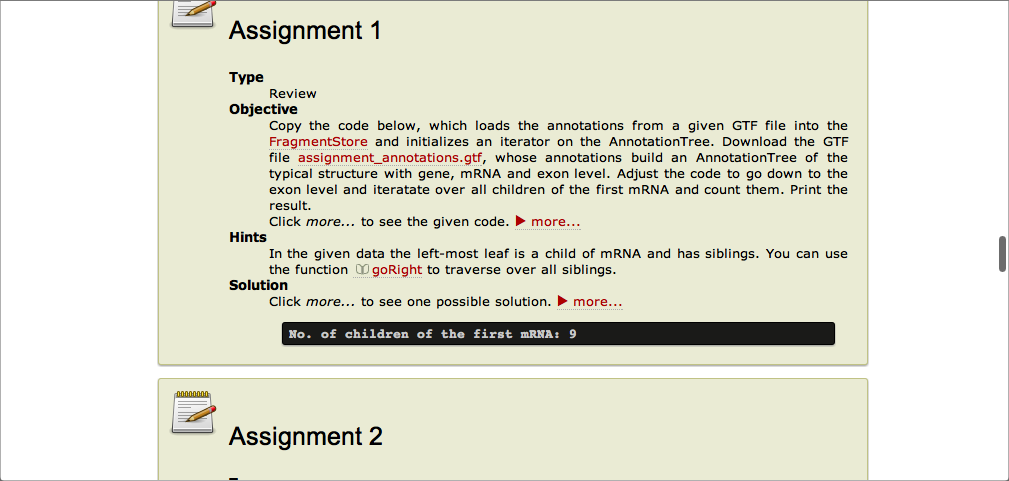 Assignment 1
Type
Review
Objective
Copy the code below, which loads the annotations from a given GTF file into the
FragmentStore and initializes an iterator on the AnnotationTree. Download the GTF
file assignment_annotations.gtf, whose annotations build an AnnotationTree of the
typical structure with gene, mRNA and exon level. Adjust the code to go down to the
exon level and iteratate over all children of the first mRNA and count them. Print the
result.
Click more... to see the given code. ▶ more...
Hints
In the given data the left-most leaf is a child of mRNA and has siblings. You can use
the function goRight to traverse over all siblings.
Solution
Click more... to see one possible solution. ▶ more...
No. of children of the first mRNA: 9
Assignment 2